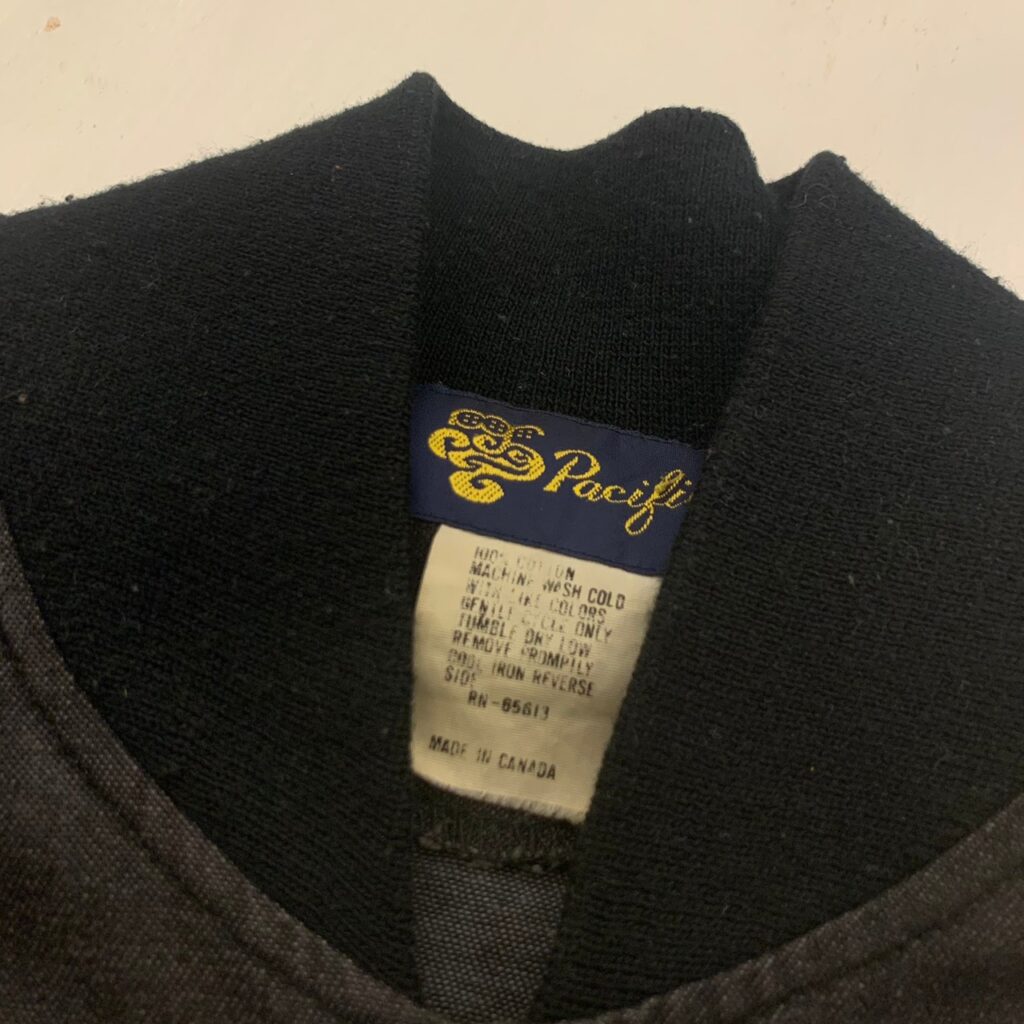 Pacifi
100% COTTON
MACHINE WASH COLD
WITH LIKE COLORS
GENTLE CYCLE ONLY
TUMBLE DRY LOW
REMOVE PROMPTLY
COOL IRON REVERSE
SIDE
RN-65613
MADE IN CANADA